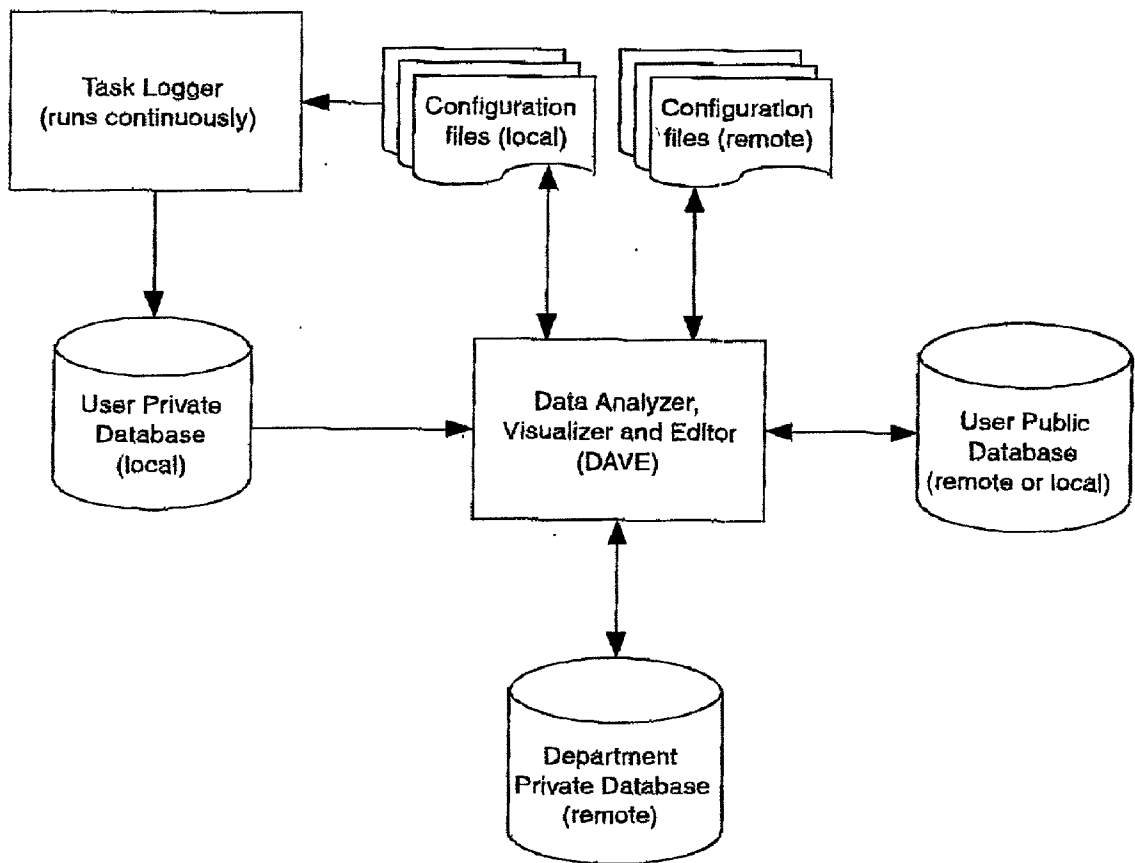 Task Logger
(runs continuously)
Configuration
files (local)
Configuration
files (remote)
User Private
Database
(local)
Data Analyzer,
Visualizer and Editor
(DAVE)
User Public
Database
(remote or local)
Department
Private Database
(remote)